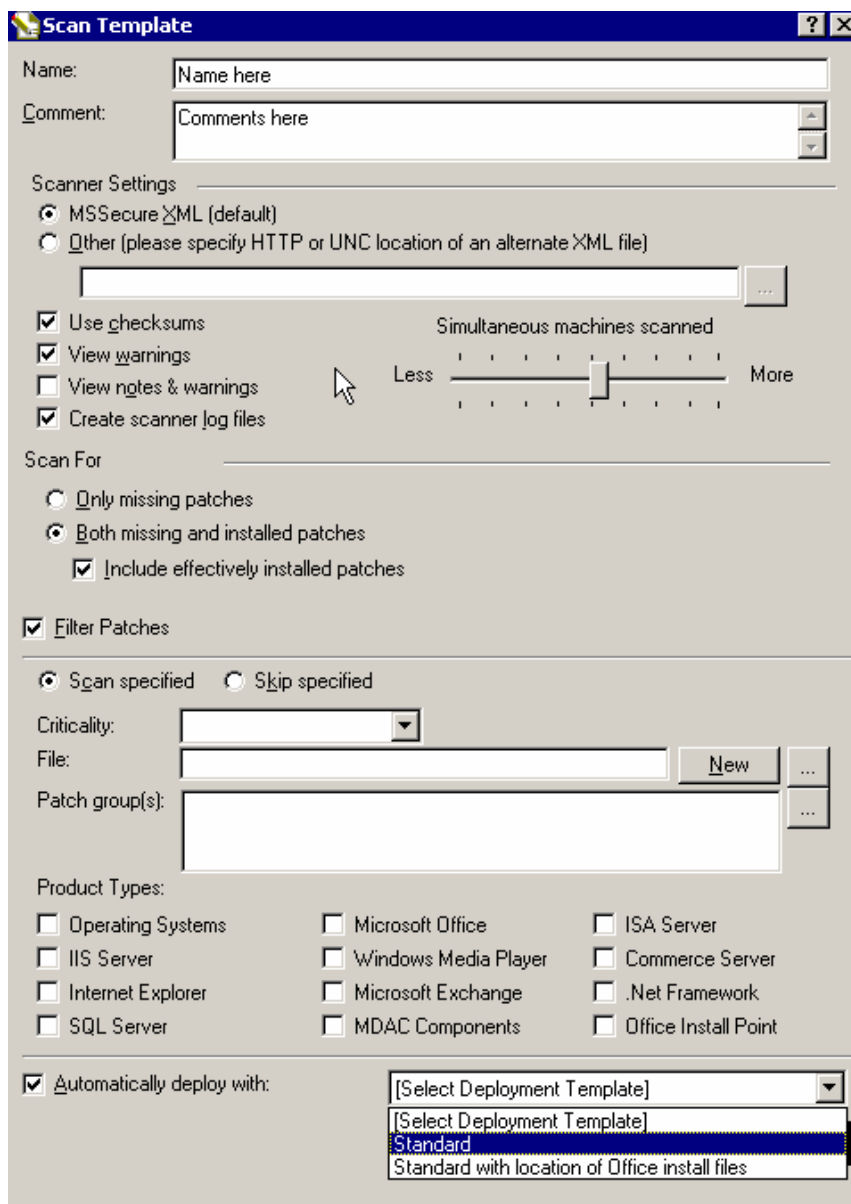 Scan Template
Name: Name here
Comment: Comments here
Scanner Settings
MSSecure XML (default)
Other (please specify HTTP or UNC location of an alternate XML file)
...
Use checksums
Simultaneous machines scanned
View warnings
Less More
View notes & warnings
Create scanner log files
Scan For
Only missing patches
Both missing and installed patches
Include effectively installed patches
Filter Patches
Scan specified Skip specified
Criticality:
File: New ...
Patch group(s): ...
Product Types:
Operating Systems Microsoft Office ISA Server
IIS Server Windows Media Player Commerce Server
Internet Explorer Microsoft Exchange .Net Framework
SQL Server MDAC Components Office Install Point
Automatically deploy with: [Select Deployment Template]
[Select Deployment Template]
Standard
Standard with location of Office install files